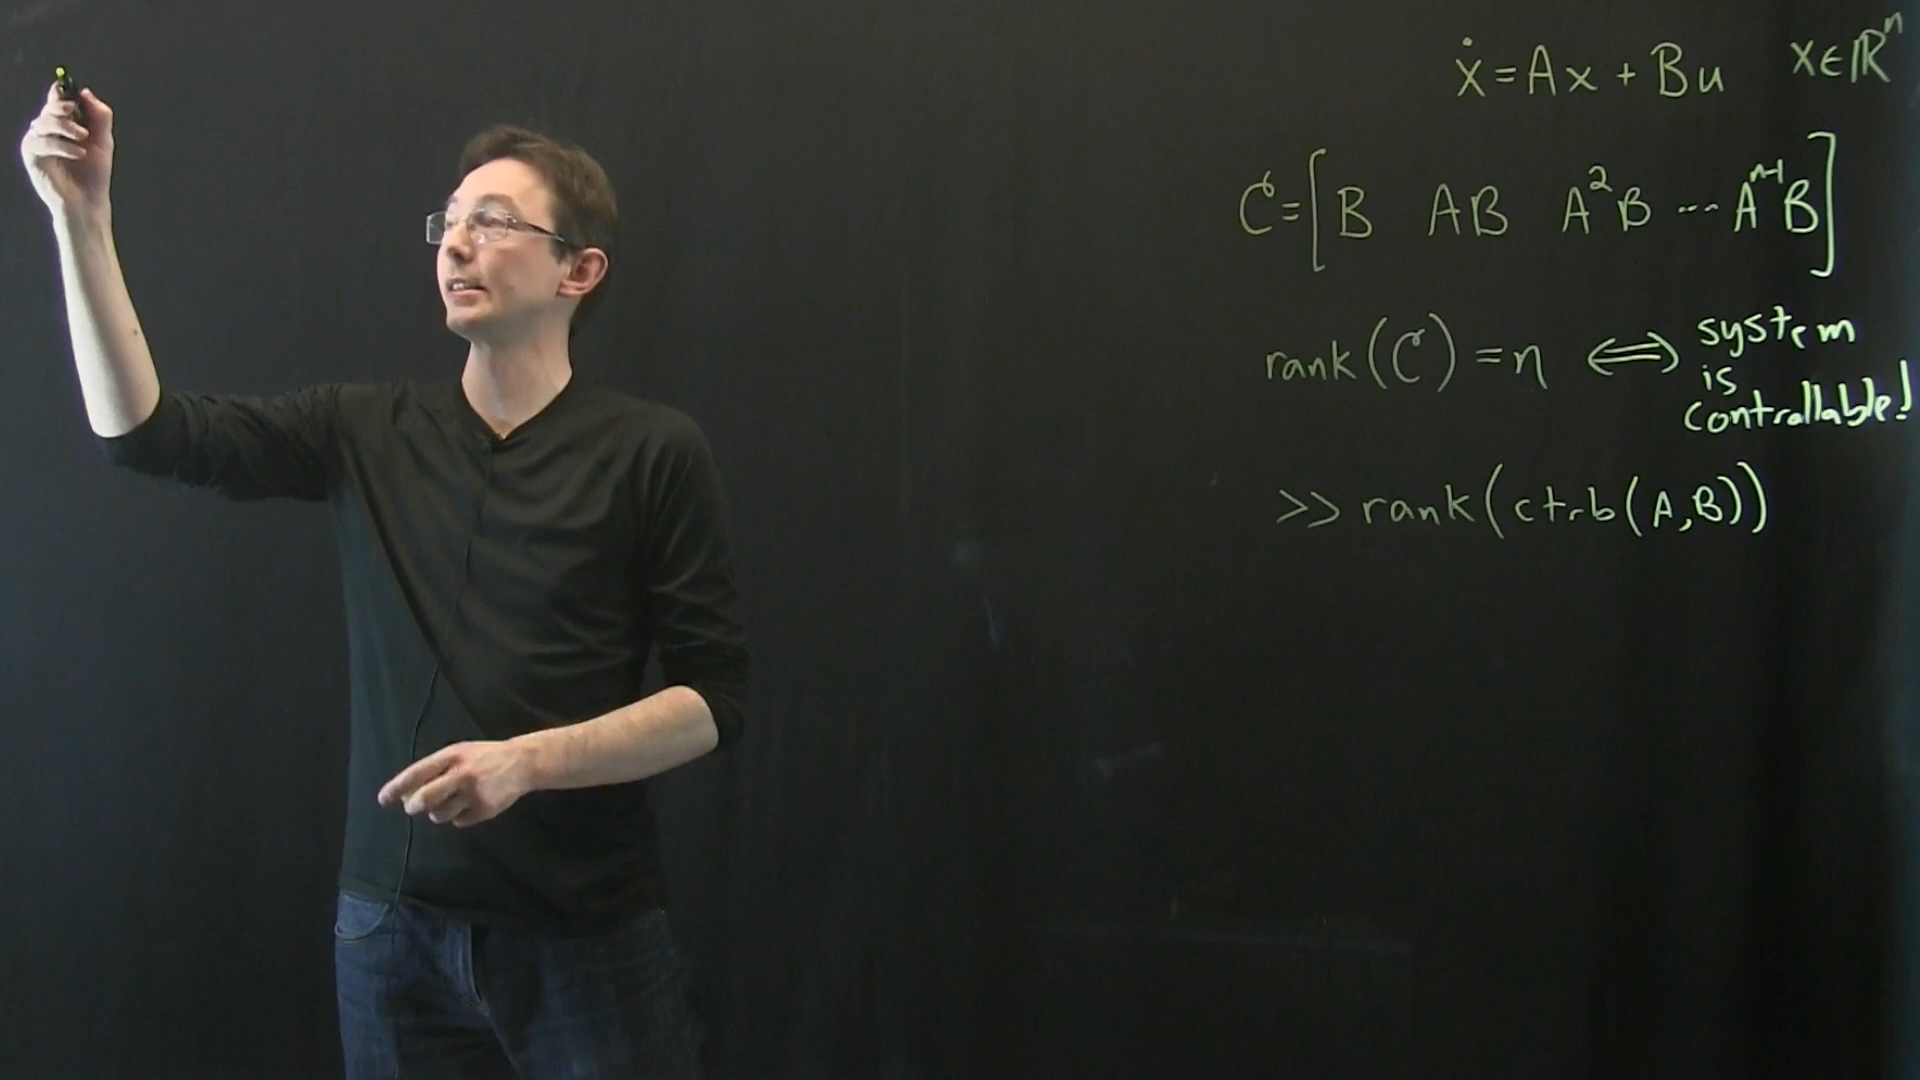 ẋ = Ax + Bu x ∈ ℝⁿ
𝒞 = [B AB A²B ··· Aⁿ⁻¹B]
rank(𝒞) = n ⟺ system
is
controllable!
>> rank(ctrb(A,B))